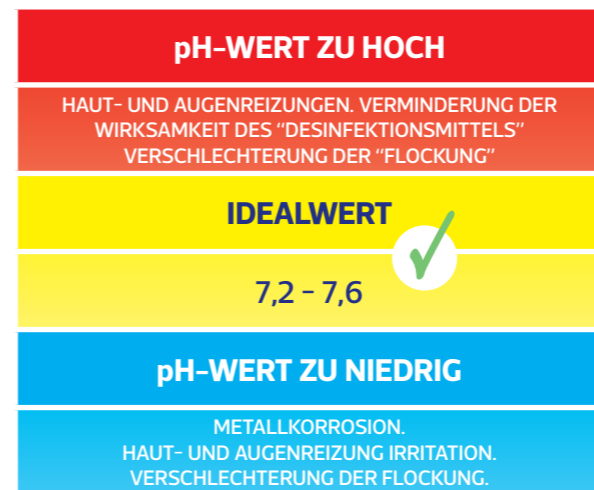 pH-WERT ZU HOCH
HAUT- UND AUGENREIZUNGEN. VERMINDERUNG DER
WIRKSAMKEIT DES "DESINFEKTIONSMITTELS"
VERSCHLECHTERUNG DER "FLOCKUNG"
IDEALWERT
7,2 - 7,6
pH-WERT ZU NIEDRIG
METALLKORROSION.
HAUT- UND AUGENREIZUNG IRRITATION.
VERSCHLECHTERUNG DER FLOCKUNG.